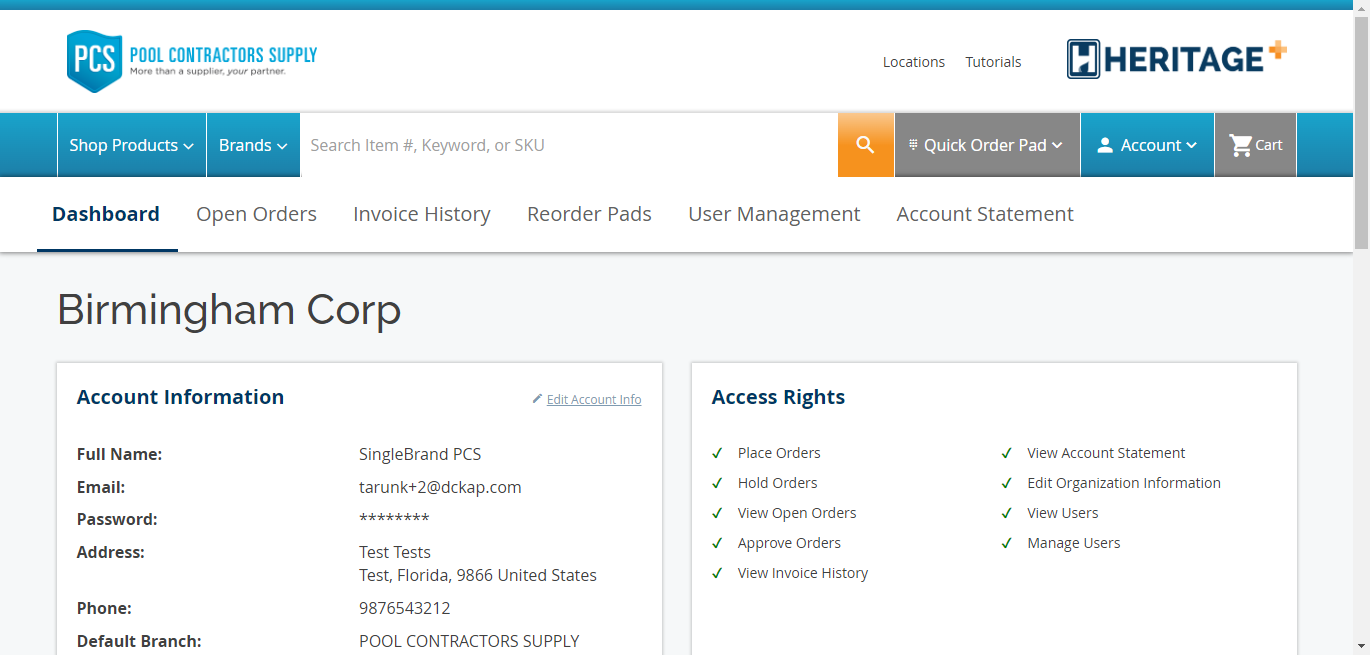 PCS POOL CONTRACTORS SUPPLY
More than a supplier, your partner.
Locations Tutorials
H HERITAGE+
Shop Products Brands Search Item #, Keyword, or SKU Quick Order Pad Account Cart
Dashboard Open Orders Invoice History Reorder Pads User Management Account Statement
Birmingham Corp
Account Information Edit Account Info
Full Name: SingleBrand PCS
Email: tarunk+2@dckap.com
Password: ********
Address: Test Tests
Test, Florida, 9866 United States
Phone: 9876543212
Default Branch: POOL CONTRACTORS SUPPLY
Access Rights
Place Orders
Hold Orders
View Open Orders
Approve Orders
View Invoice History
View Account Statement
Edit Organization Information
View Users
Manage Users